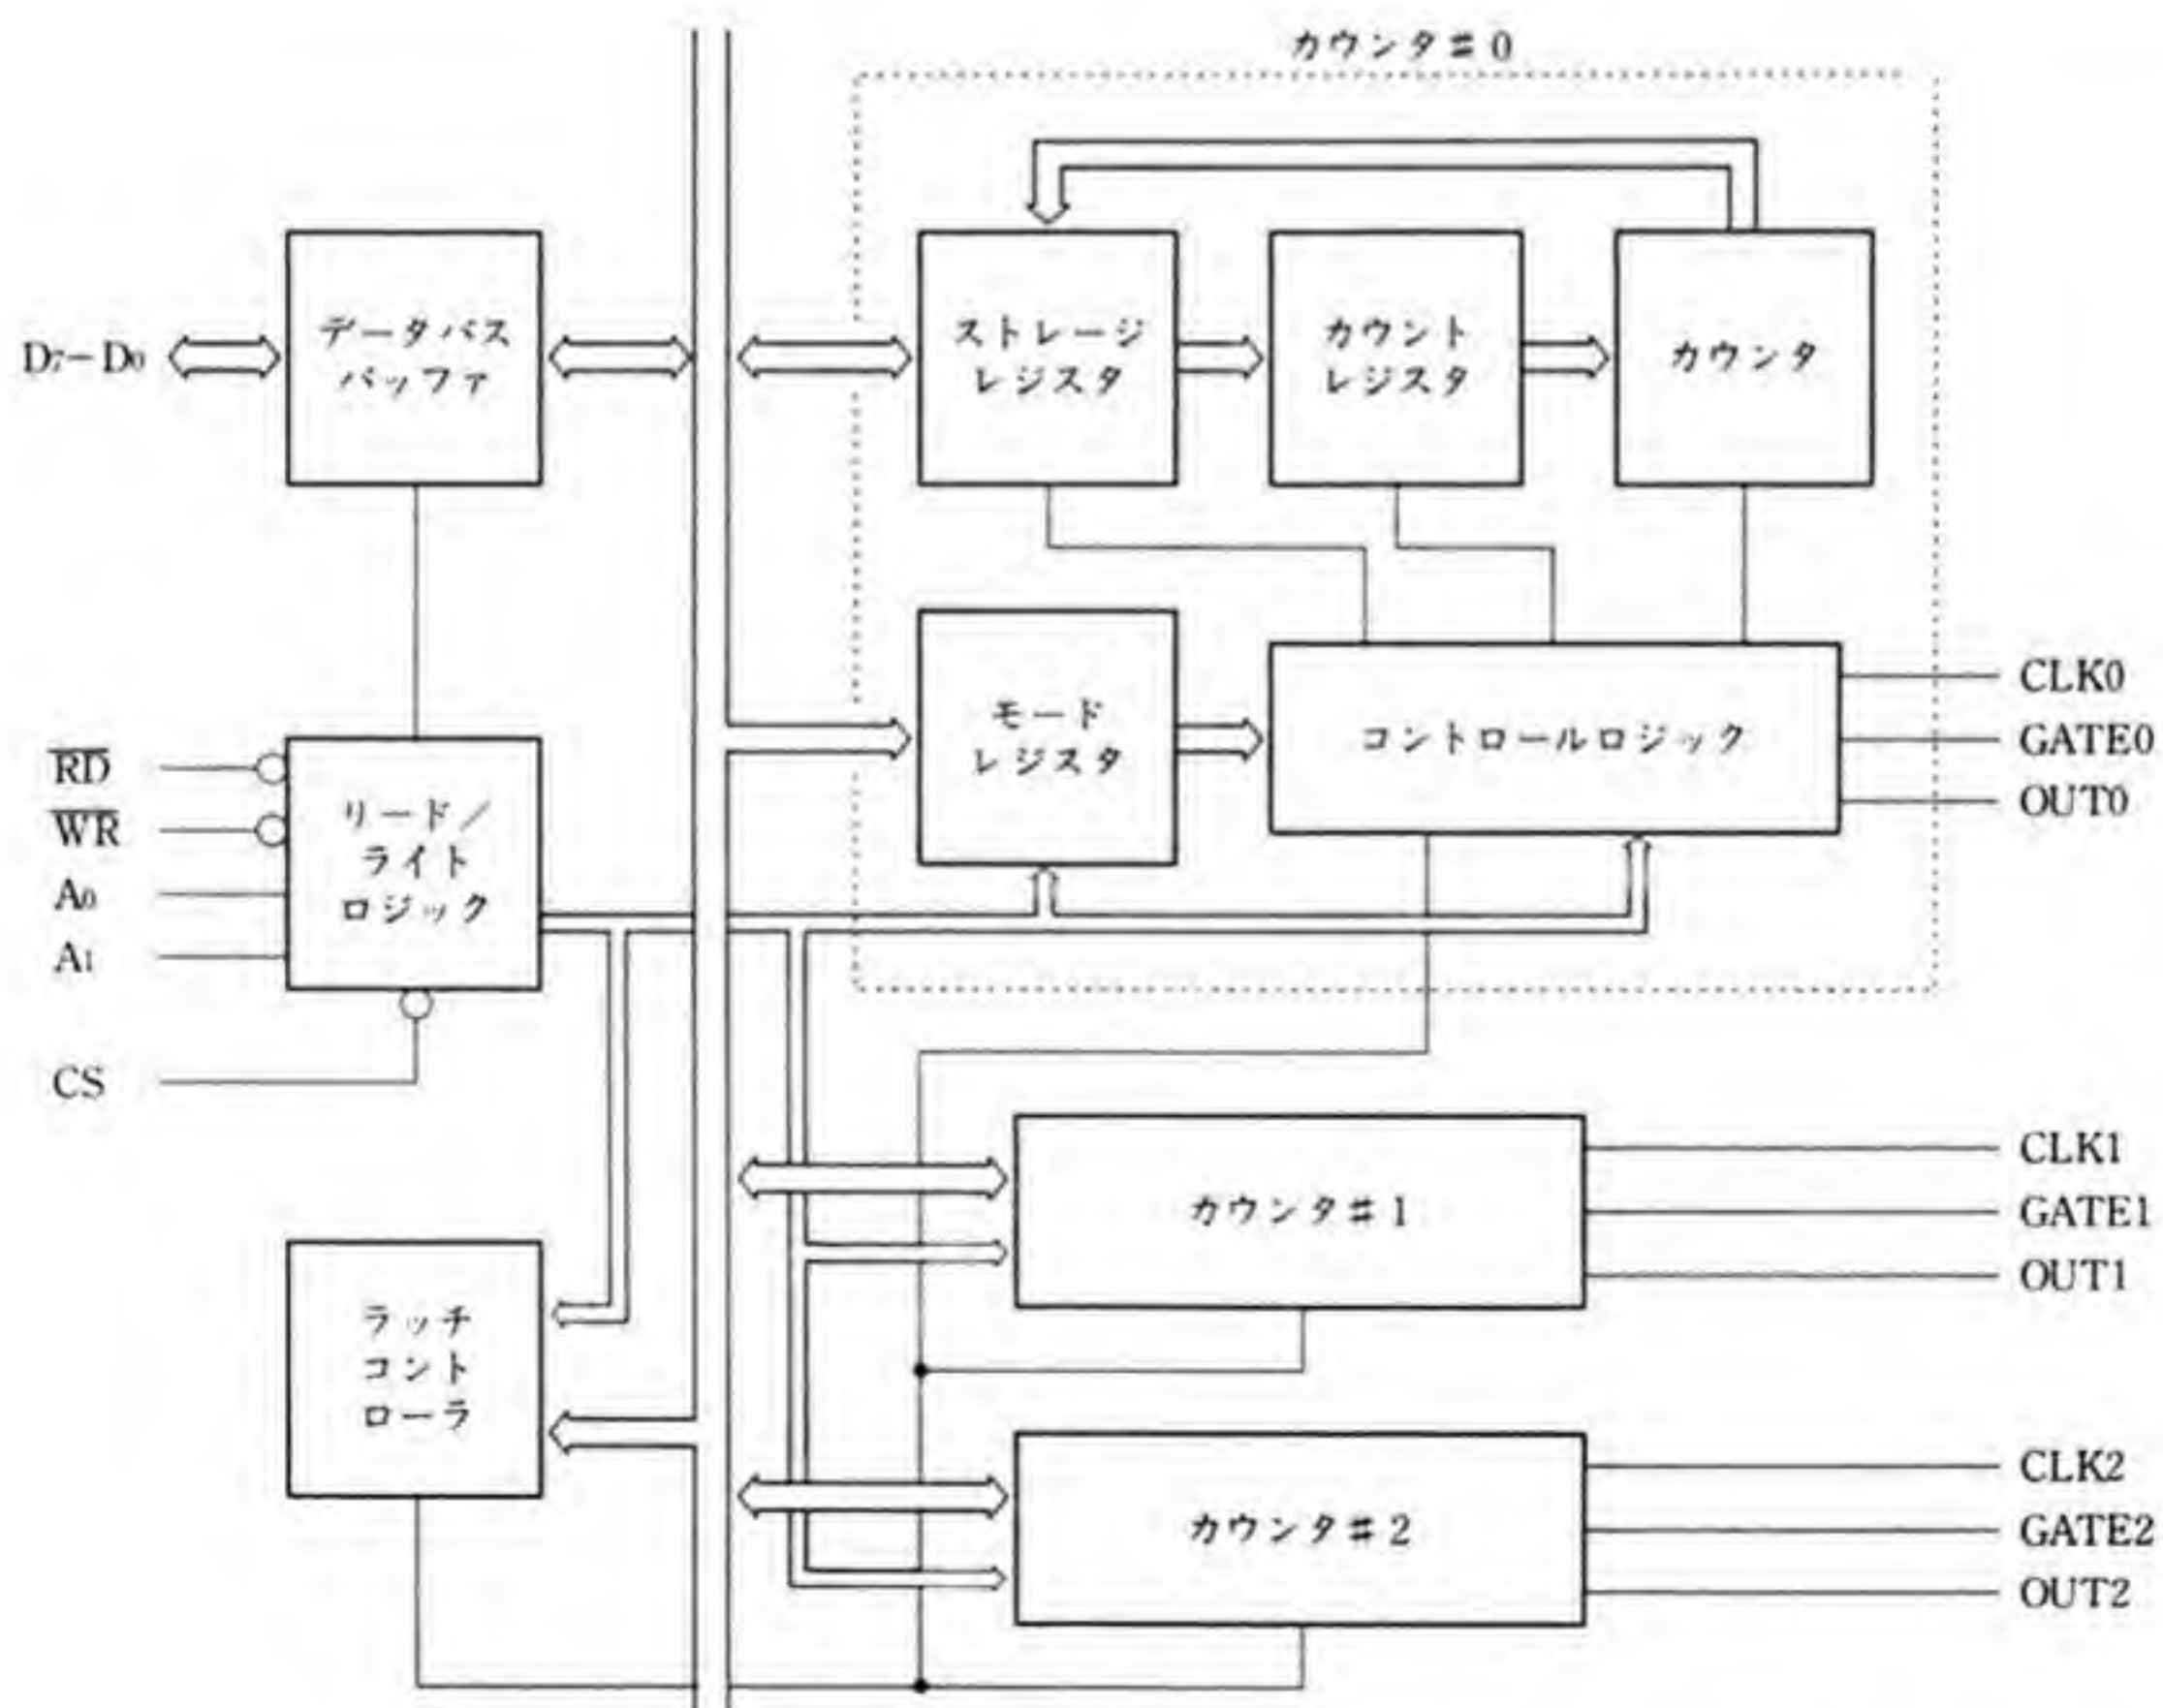 カウンタ#0
D7-D0
データバス
バッファ
ストレージ
レジスタ
カウント
レジスタ
カウンタ
モード
レジスタ
コントロールロジック
CLK0
GATE0
OUT0
RD
WR
A0
A1
CS
リード/
ライト
ロジック
カウンタ#1
CLK1
GATE1
OUT1
ラッチ
コント
ローラ
カウンタ#2
CLK2
GATE2
OUT2